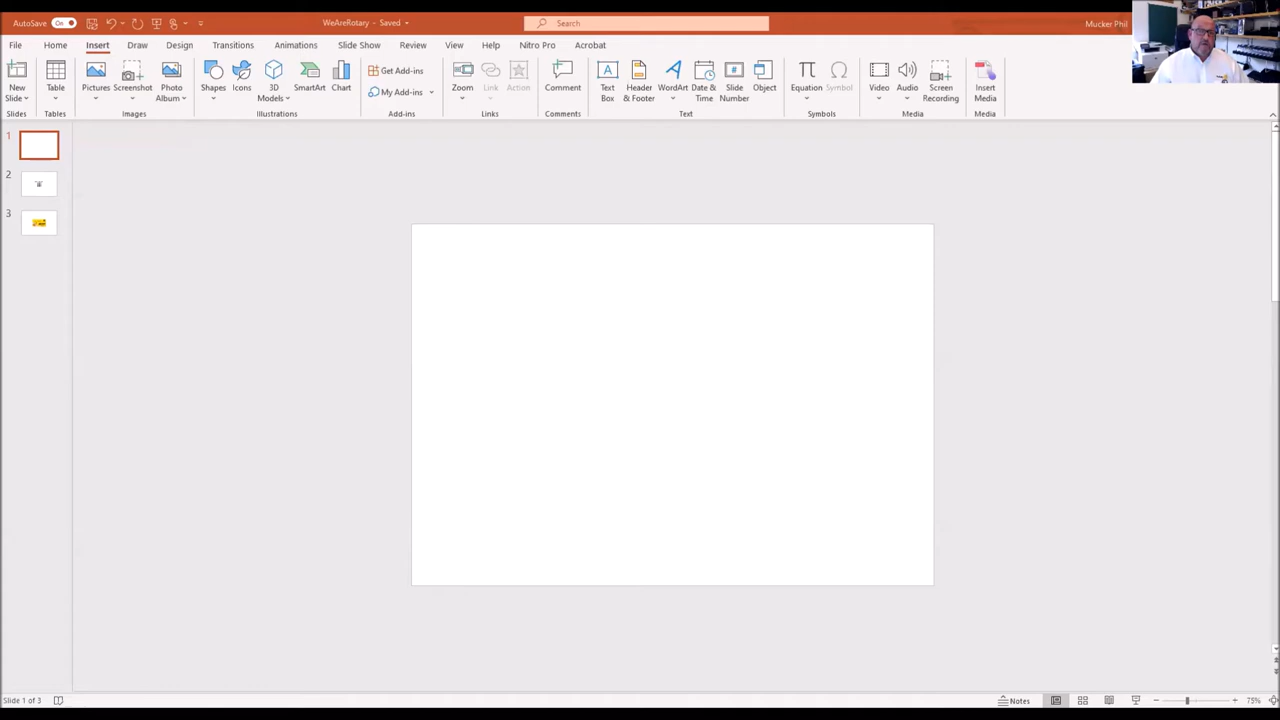 AutoSave On WeAreRotary - Saved Search Mucker Phil
File Home Insert Draw Design Transitions Animations Slide Show Review View Help Nitro Pro Acrobat
New Slide
Table
Pictures
Screenshot
Photo Album
Shapes
Icons
3D Models
SmartArt
Chart
Get Add-ins
My Add-ins
Zoom
Link
Action
Comment
Text Box
Header & Footer
WordArt
Date & Time
Slide Number
Object
Equation
Symbol
Video
Audio
Screen Recording
Insert Media
Slides Tables Images Illustrations Add-ins Links Comments Text Symbols Media Media
1
2
3
Slide 1 of 3 Notes 75%